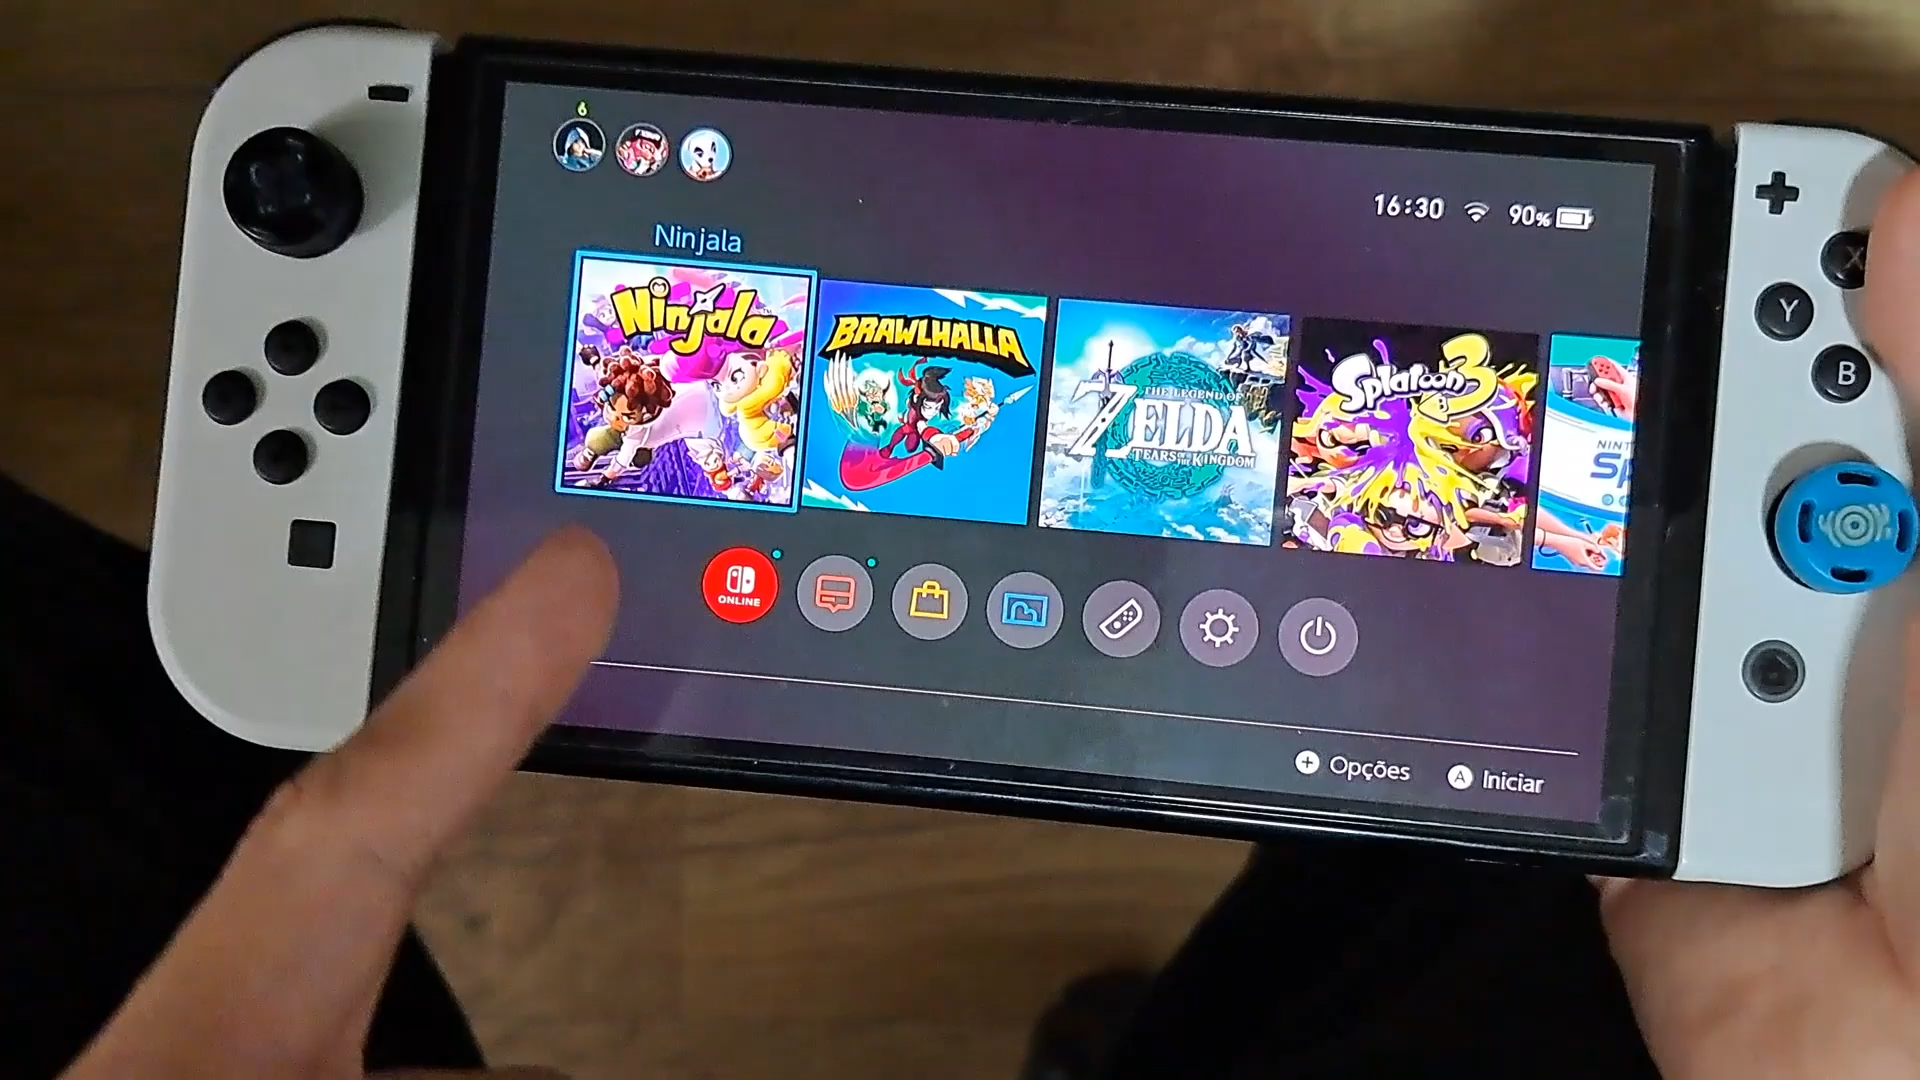 6
16:30 90%
Ninjala
Ninjala
BRAWLHALLA
THE LEGEND OF
ZELDA
TEARS OF THE KINGDOM
Splatoon 3
ONLINE
Opções
A Iniciar
X
Y
B